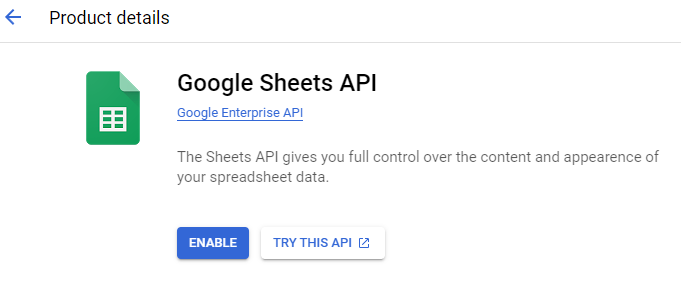 Product details
Google Sheets API
Google Enterprise API
The Sheets API gives you full control over the content and appearence of
your spreadsheet data.
ENABLE
TRY THIS API